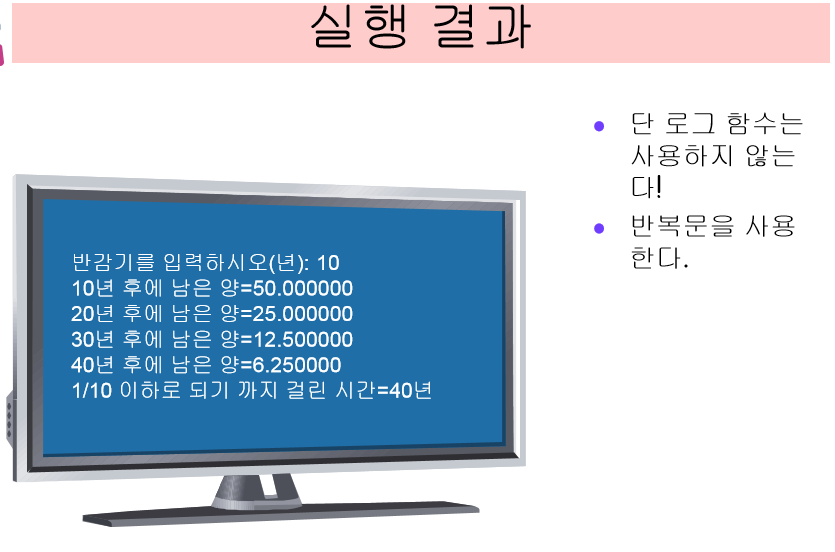 실행 결과
단 로그 함수는
사용하지 않는
다!
반복문을 사용
한다.
반감기를 입력하시오(년): 10
10년 후에 남은 양=50.000000
20년 후에 남은 양=25.000000
30년 후에 남은 양=12.500000
40년 후에 남은 양=6.250000
1/10 이하로 되기 까지 걸린 시간=40년